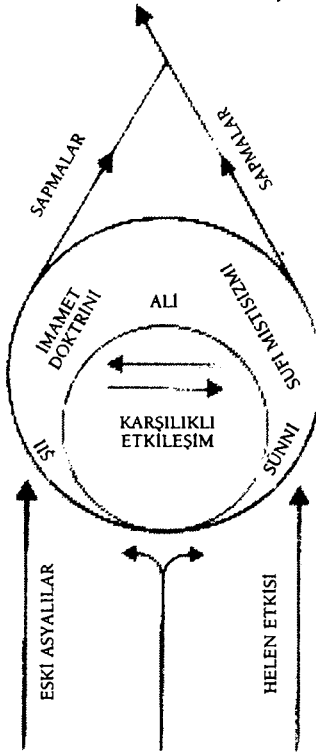 SAPMALAR
SAPMALAR
İMAMET
DOKTRİNİ
ALİ
SUFI MİSTİSİZMİ
KARŞILIKLI
ETKİLEŞİM
ŞII
SÜNNI
ESKİ ASYALILAR
HELEN ETKİSİ